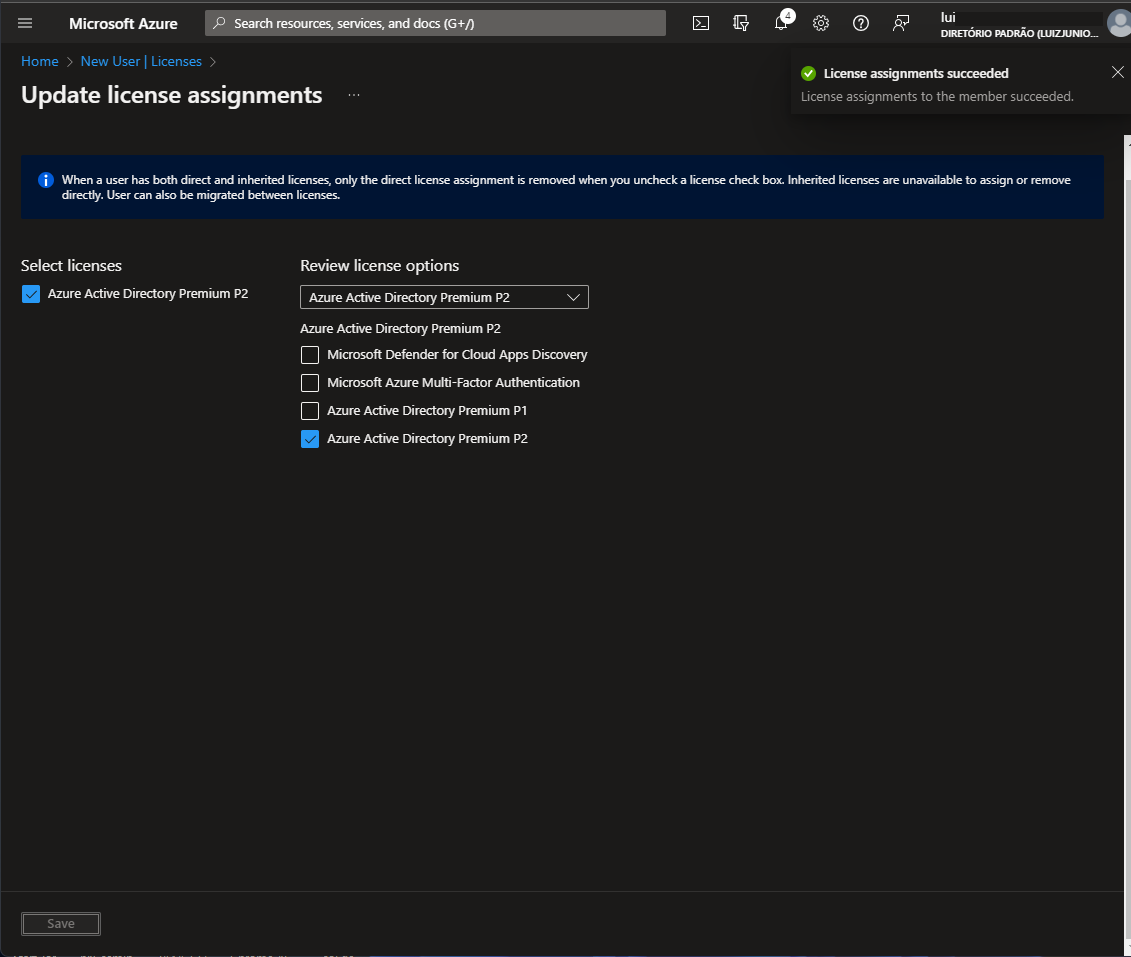 Microsoft Azure
Search resources, services, and docs (G+/)
4
lui
DIRETÓRIO PADRÃO (LUIZJUNIO...
Home > New User | Licenses >
License assignments succeeded
License assignments to the member succeeded.
Update license assignments ...
When a user has both direct and inherited licenses, only the direct license assignment is removed when you uncheck a license check box. Inherited licenses are unavailable to assign or remove
directly. User can also be migrated between licenses.
Select licenses
Azure Active Directory Premium P2
Review license options
Azure Active Directory Premium P2
Azure Active Directory Premium P2
Microsoft Defender for Cloud Apps Discovery
Microsoft Azure Multi-Factor Authentication
Azure Active Directory Premium P1
Azure Active Directory Premium P2
Save